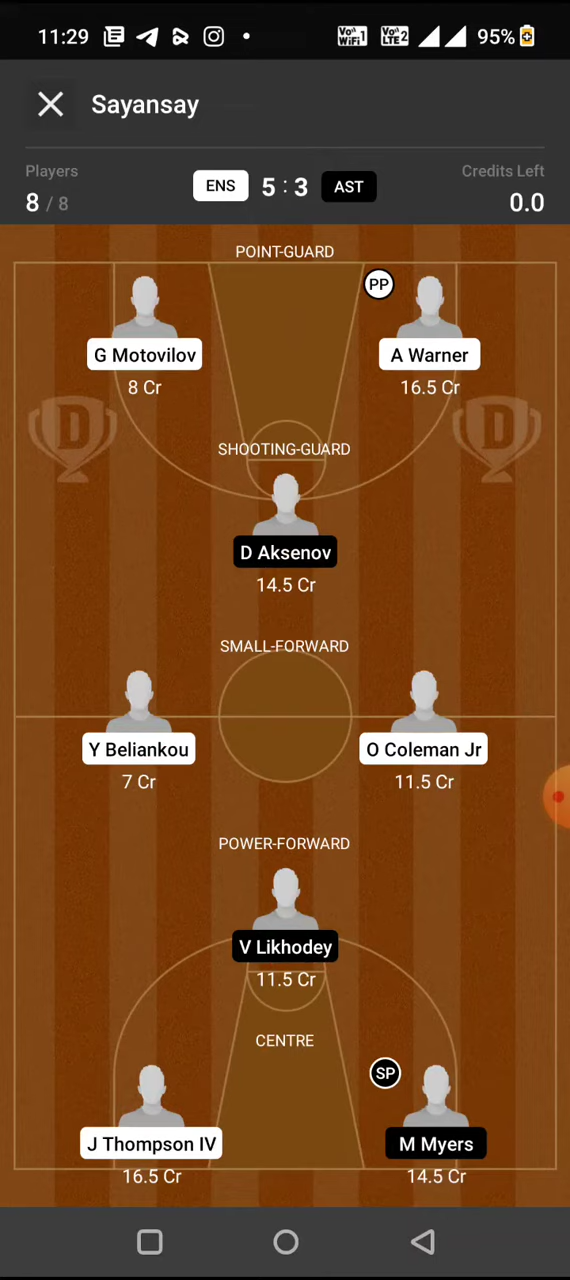 11:29
Vo) WiFi 1
Vo) LTE 2
95%
Sayansay
Players
Credits Left
8 / 8
ENS 5 : 3 AST
0.0
POINT-GUARD
PP
G Motovilov
A Warner
8 Cr
16.5 Cr
D
D
SHOOTING-GUARD
D Aksenov
14.5 Cr
SMALL-FORWARD
Y Beliankou
O Coleman Jr
7 Cr
11.5 Cr
POWER-FORWARD
V Likhodey
11.5 Cr
CENTRE
SP
J Thompson IV
M Myers
16.5 Cr
14.5 Cr